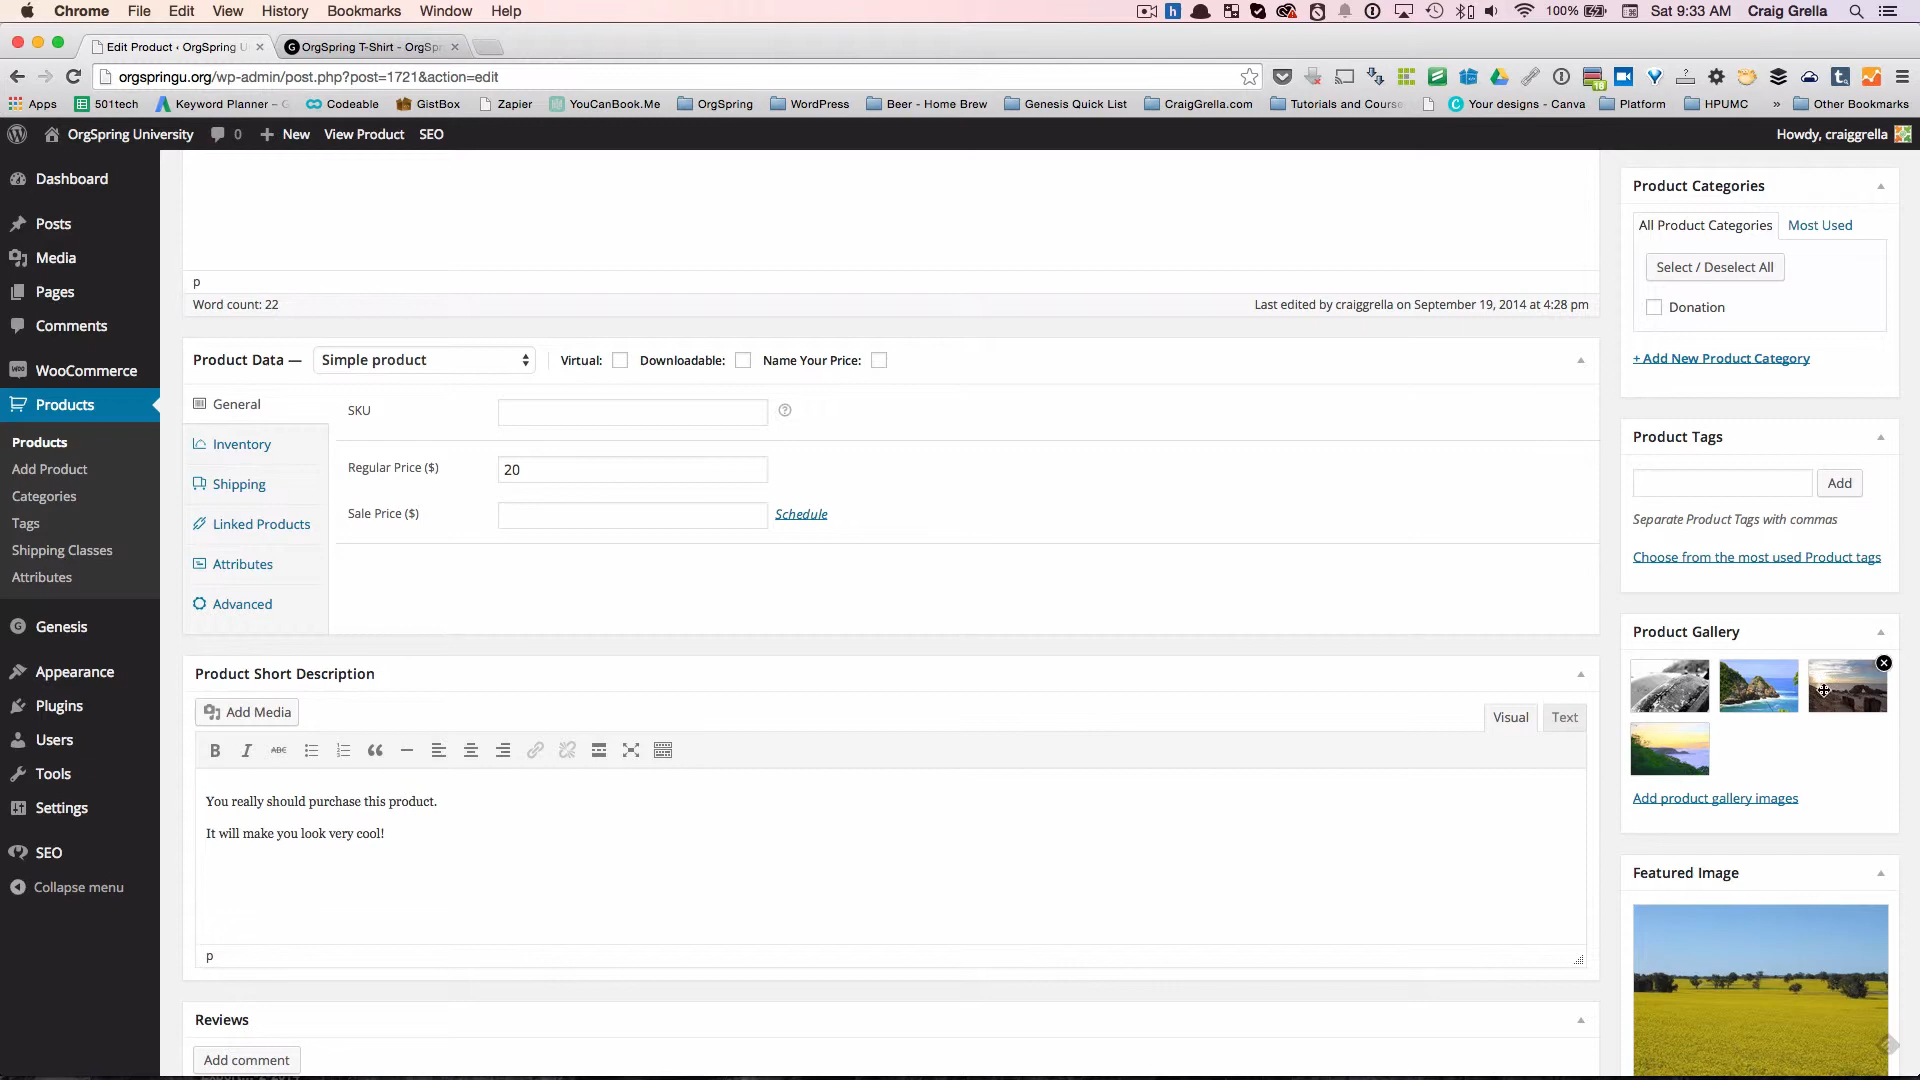 Chrome File Edit View History Bookmarks Window Help 100% Sat 9:33 AM Craig Grella
Edit Product ‹ OrgSpring U
OrgSpring T-Shirt - OrgSpr
orgspringu.org/wp-admin/post.php?post=1721&action=edit
Apps 501tech Keyword Planner - Codeable GistBox Zapier YouCanBook.Me OrgSpring WordPress Beer - Home Brew Genesis Quick List CraigGrella.com Tutorials and Course Your designs - Canva Platform HPUMC » Other Bookmarks
OrgSpring University 0 New View Product SEO Howdy, craiggrella
Dashboard
Posts
Media
Pages
Comments
WooCommerce
Products
Products
Add Product
Categories
Tags
Shipping Classes
Attributes
Genesis
Appearance
Plugins
Users
Tools
Settings
SEO
Collapse menu
p
Word count: 22
Last edited by craiggrella on September 19, 2014 at 4:28 pm
Product Data — Simple product Virtual: Downloadable: Name Your Price:
General
Inventory
Shipping
Linked Products
Attributes
Advanced
SKU
Regular Price ($) 20
Sale Price ($) Schedule
Product Short Description
Add Media
Visual Text
B I ABC
You really should purchase this product.
It will make you look very cool!
p
Reviews
Add comment
Product Categories
All Product Categories Most Used
Select / Deselect All
Donation
+ Add New Product Category
Product Tags
Add
Separate Product Tags with commas
Choose from the most used Product tags
Product Gallery
Add product gallery images
Featured Image